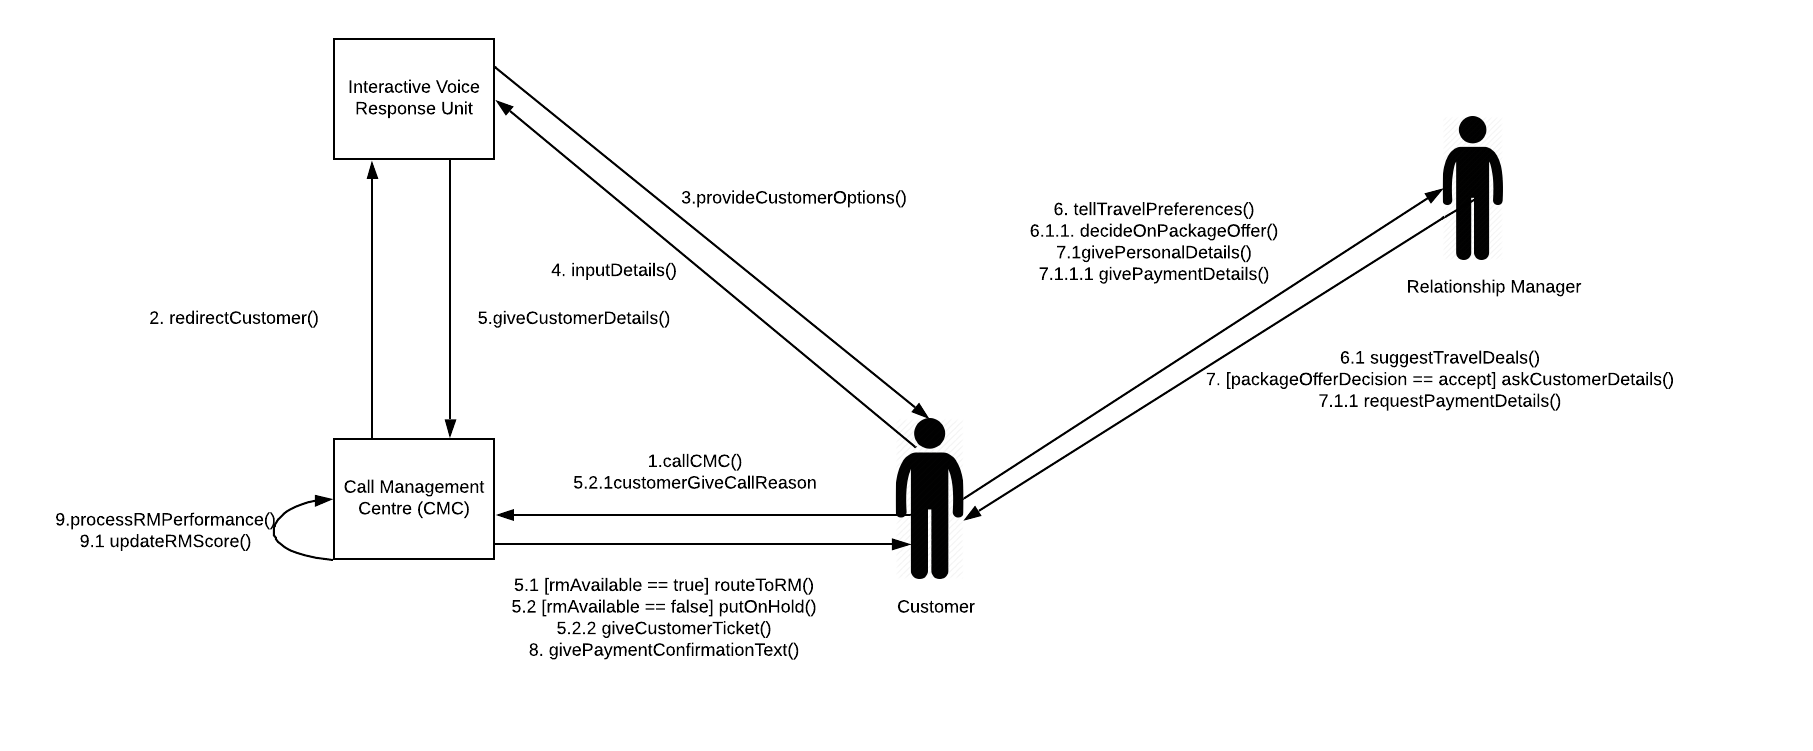 Interactive Voice
Response Unit
3.provideCustomerOptions()
6. tellTravelPreferences()
6.1.1. decideOnPackageOffer()
7.1givePersonalDetails()
7.1.1.1 givePaymentDetails()
4. inputDetails()
Relationship Manager
2. redirectCustomer()
5.giveCustomerDetails()
6.1 suggestTravelDeals()
7. [packageOfferDecision == accept] askCustomerDetails()
7.1.1 requestPaymentDetails()
1.callCMC()
5.2.1customerGiveCallReason
Call Management
Centre (CMC)
9.processRMPerformance()
9.1 updateRMScore()
5.1 [rmAvailable == true] routeToRM()
5.2 [rmAvailable == false] putOnHold()
5.2.2 giveCustomerTicket()
8. givePaymentConfirmationText()
Customer